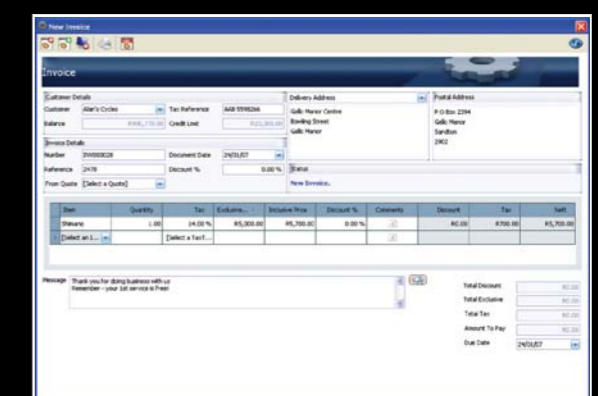 New Invoice
Invoice
Customer Details
Customer Alan's Cycles Tax Reference AAB 5598266
Balance Credit Limit
Delivery Address
Gallo Manor Centre
Bowling Street
Gallo Manor
Postal Address
P O Box 2394
Gallo Manor
Sandton
2902
Invoice Details
Number Document Date 24/01/07
Reference 2478 Discount % 0.00 %
From Quote [Select a Quote]
Status
New Invoice.
Item Quantity Tax Exclusive... Inclusive Price Discount % Comments Discount Tax Nett
Shimano 1.00 14.00 % R5,000.00 R5,700.00 0.00 % R0.00 R700.00 R5,700.00
[Select an I... [Select a Tax T...
Message Thank you for doing business with us
Remember - your 1st service is Free!
Total Discount R0.00
Total Exclusive R0.00
Total Tax R0.00
Amount To Pay R0.00
Due Date 24/01/07